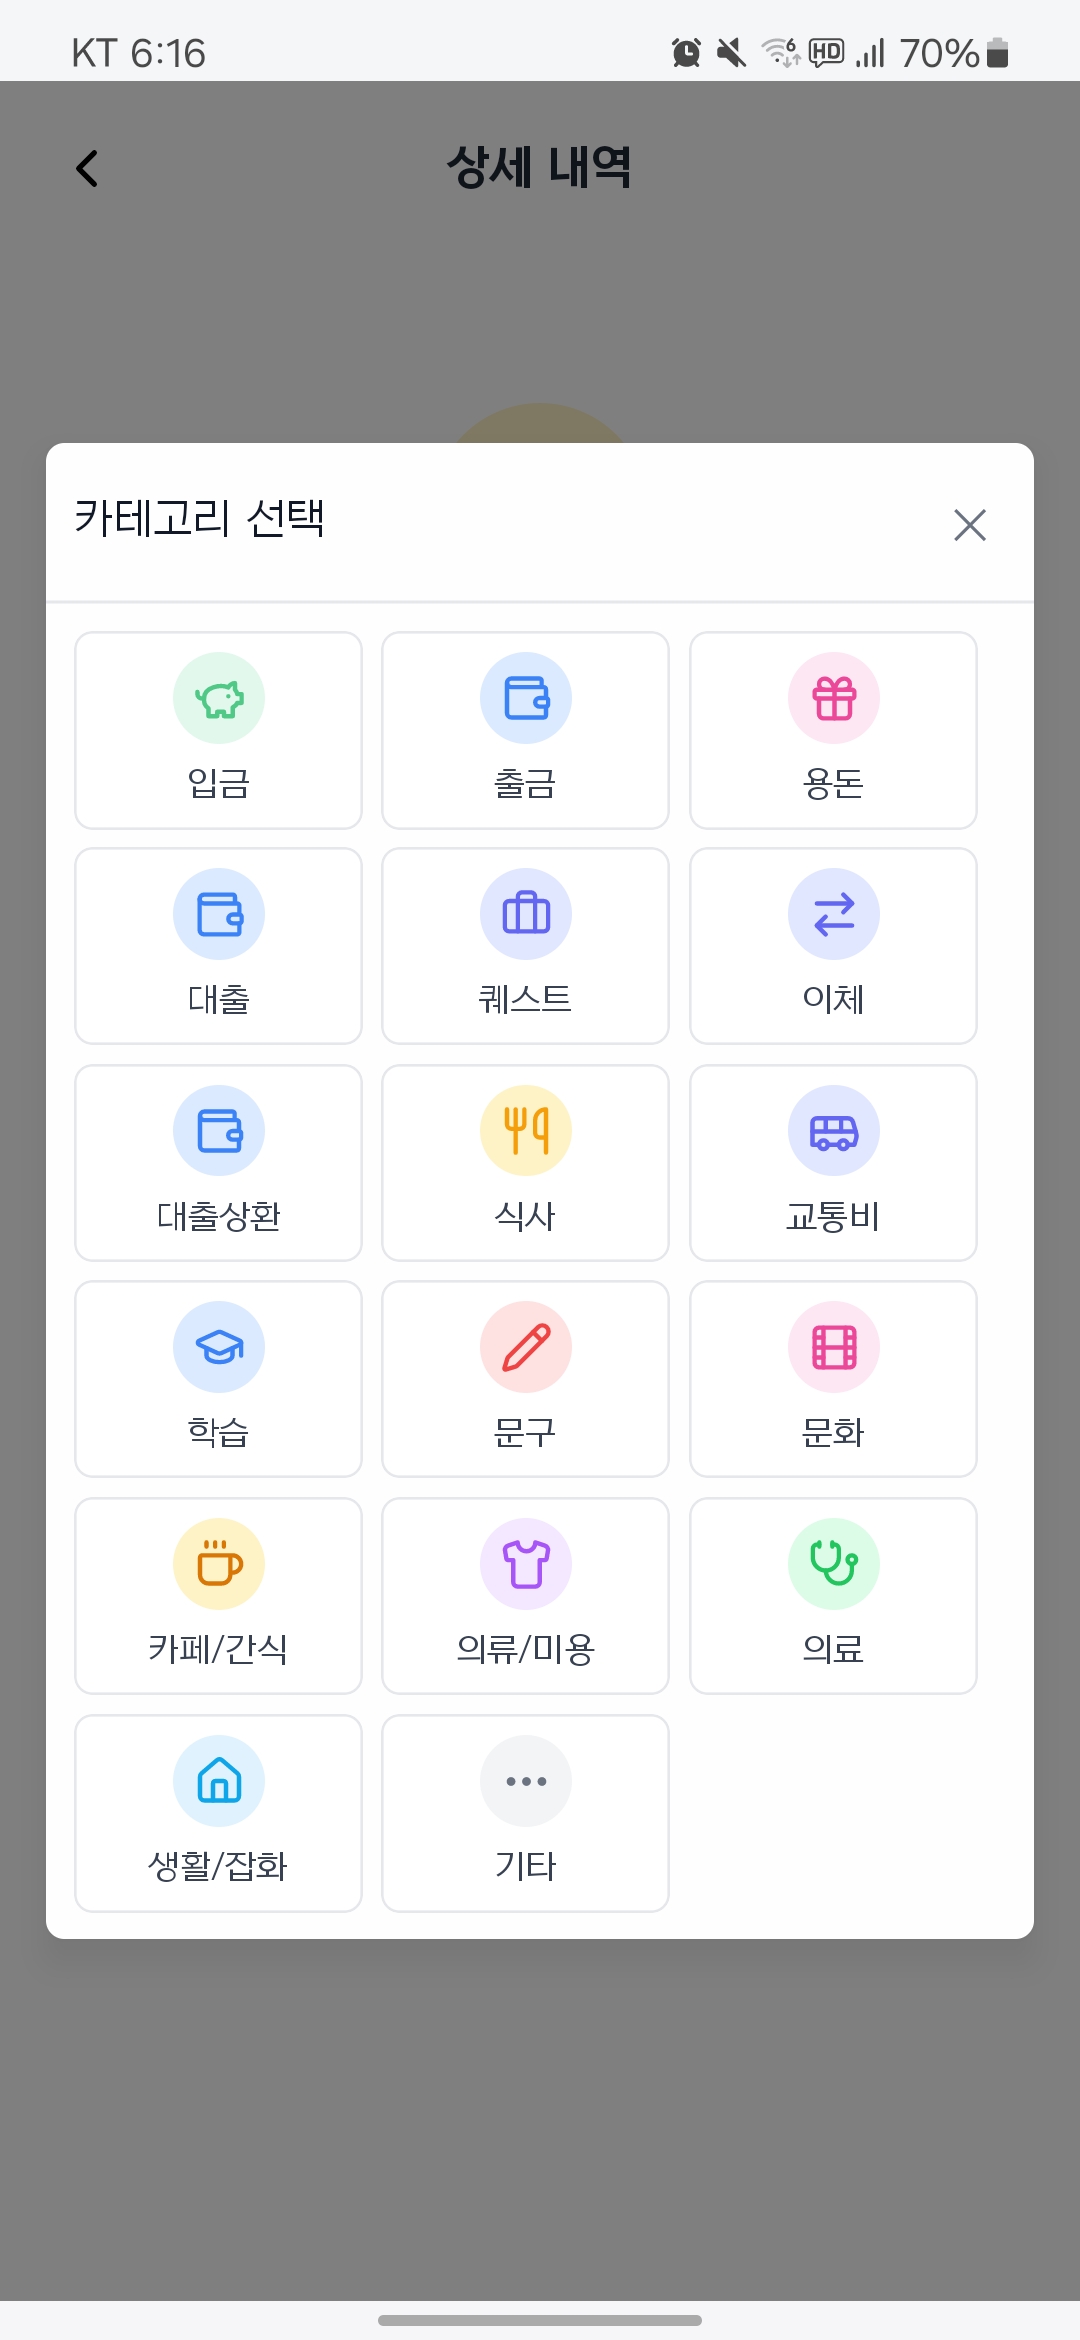 KT 6:16
6 HD 70%
상세 내역
카테고리 선택
입금
출금
용돈
대출
퀘스트
이체
대출상환
식사
교통비
학습
문구
문화
카페/간식
의류/미용
의료
생활/잡화
기타